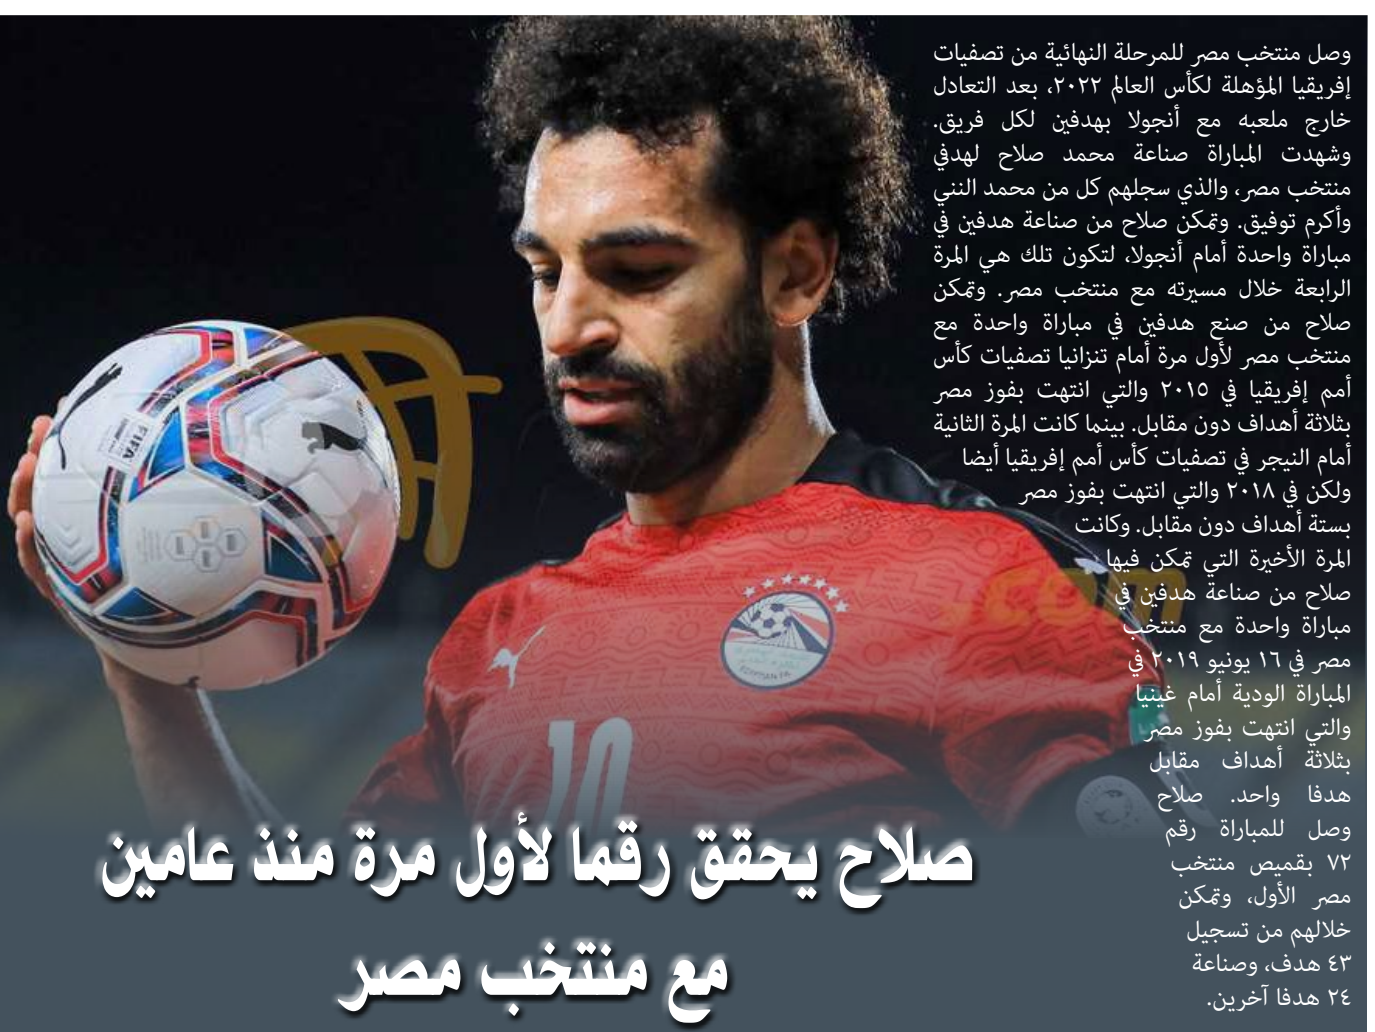 وصل منتخب مصر للمرحلة النهائية من تصفيات
إفريقيا المؤهلة لكأس العالم ٢٠٢٢، بعد التعادل
خارج ملعبه مع أنجولا بهدفين لكل فريق.
وشهدت المباراة صناعة محمد صلاح لهدفي
منتخب مصر، والذي سجلهم كل من محمد النني
وأكرم توفيق. وتمكن صلاح من صناعة هدفين في
مباراة واحدة أمام أنجولا، لتكون تلك هي المرة
الرابعة خلال مسيرته مع منتخب مصر. وتمكن
صلاح من صنع هدفين في مباراة واحدة مع
منتخب مصر لأول مرة أمام تنزانيا تصفيات كأس
أمم إفريقيا في ٢٠١٥ والتي انتهت بفوز مصر
بثلاثة أهداف دون مقابل. بينما كانت المرة الثانية
أمام النيجر في تصفيات كأس أمم إفريقيا أيضا
ولكن في ٢٠١٨ والتي انتهت بفوز مصر
بستة أهداف دون مقابل. وكانت
المرة الأخيرة التي تمكن فيها
صلاح من صناعة هدفين في
مباراة واحدة مع منتخب
مصر في ١٦ يونيو ٢٠١٩ في
المباراة الودية أمام غينيا
والتي انتهت بفوز مصر
بثلاثة أهداف مقابل
هدفا واحد. صلاح
وصل للمباراة رقم
٧٢ بقميص منتخب
مصر الأول، وتمكن
خلالهم من تسجيل
٤٣ هدف، وصناعة
٢٤ هدفا آخرين.
صلاح يحقق رقما لأول مرة منذ عامين
مع منتخب مصر
FIFA
EGYPTIAN FA
10
.com